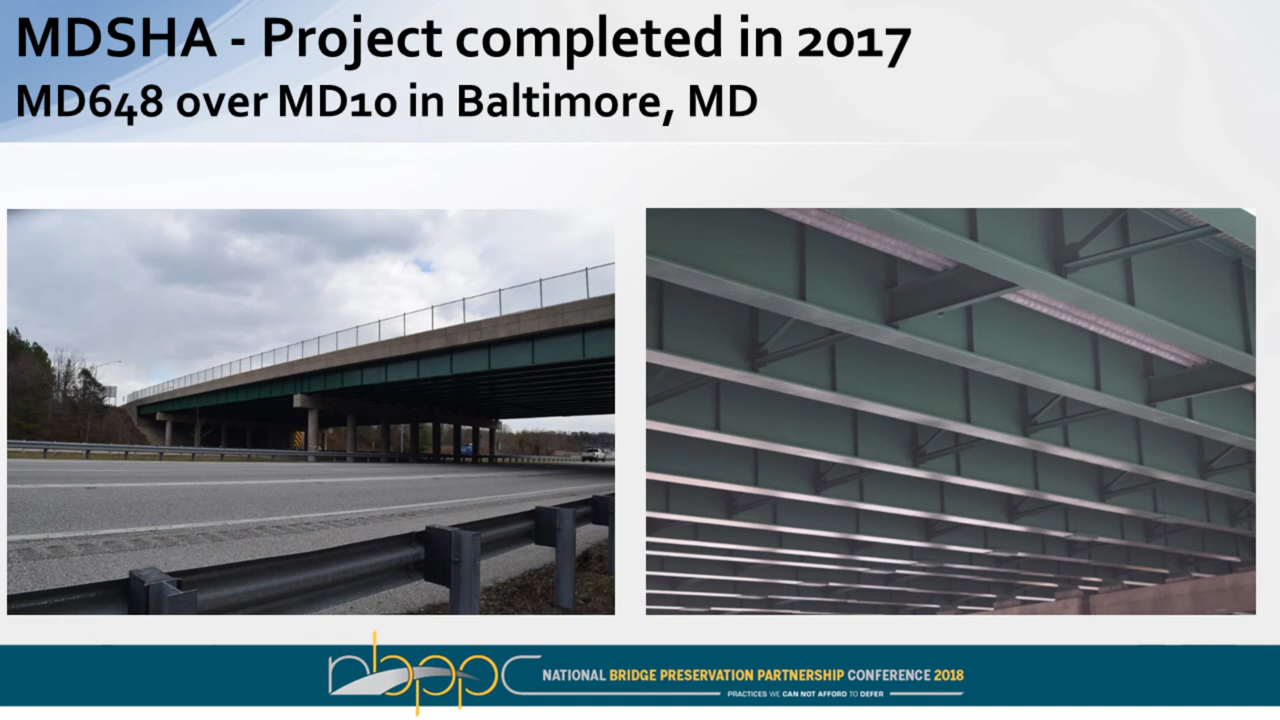 MDSHA - Project completed in 2017
MD648 over MD10 in Baltimore, MD
nbppc
NATIONAL BRIDGE PRESERVATION PARTNERSHIP CONFERENCE 2018
PRACTICES WE CAN NOT AFFORD TO DEFER